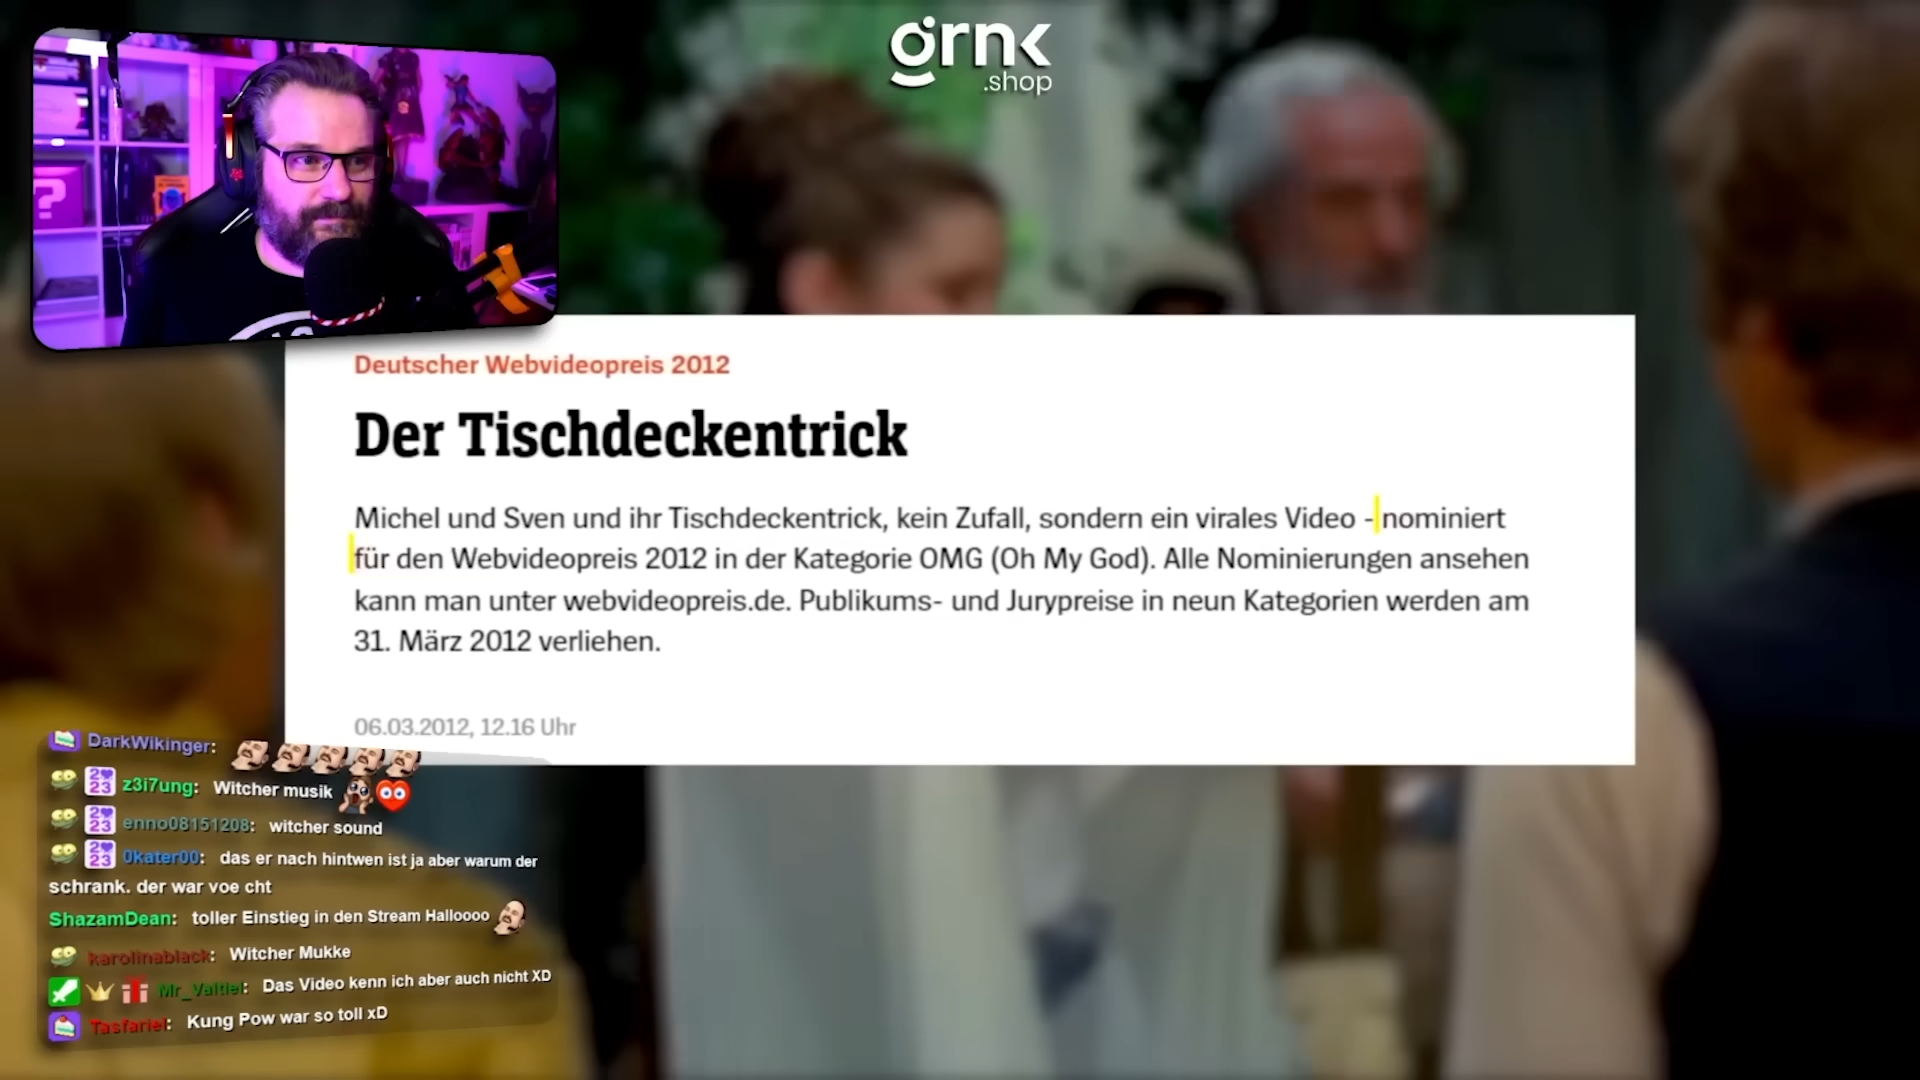 grnk
.shop
?
Deutscher Webvideopreis 2012
Der Tischdeckentrick
Michel und Sven und ihr Tischdeckentrick, kein Zufall, sondern ein virales Video - nominiert
für den Webvideopreis 2012 in der Kategorie OMG (Oh My God). Alle Nominierungen ansehen
kann man unter webvideopreis.de. Publikums- und Jurypreise in neun Kategorien werden am
31. März 2012 verliehen.
06.03.2012, 12.16 Uhr
DarkWikinger:
2023 z3i7ung: Witcher musik
2023 enno08151208: witcher sound
2023 0kater00: das er nach hintwen ist ja aber warum der
schrank. der war voe cht
ShazamDean: toller Einstieg in den Stream Halloooo
karolinablack: Witcher Mukke
Mr_Valtiel: Das Video kenn ich aber auch nicht XD
Tasfariel: Kung Pow war so toll xD